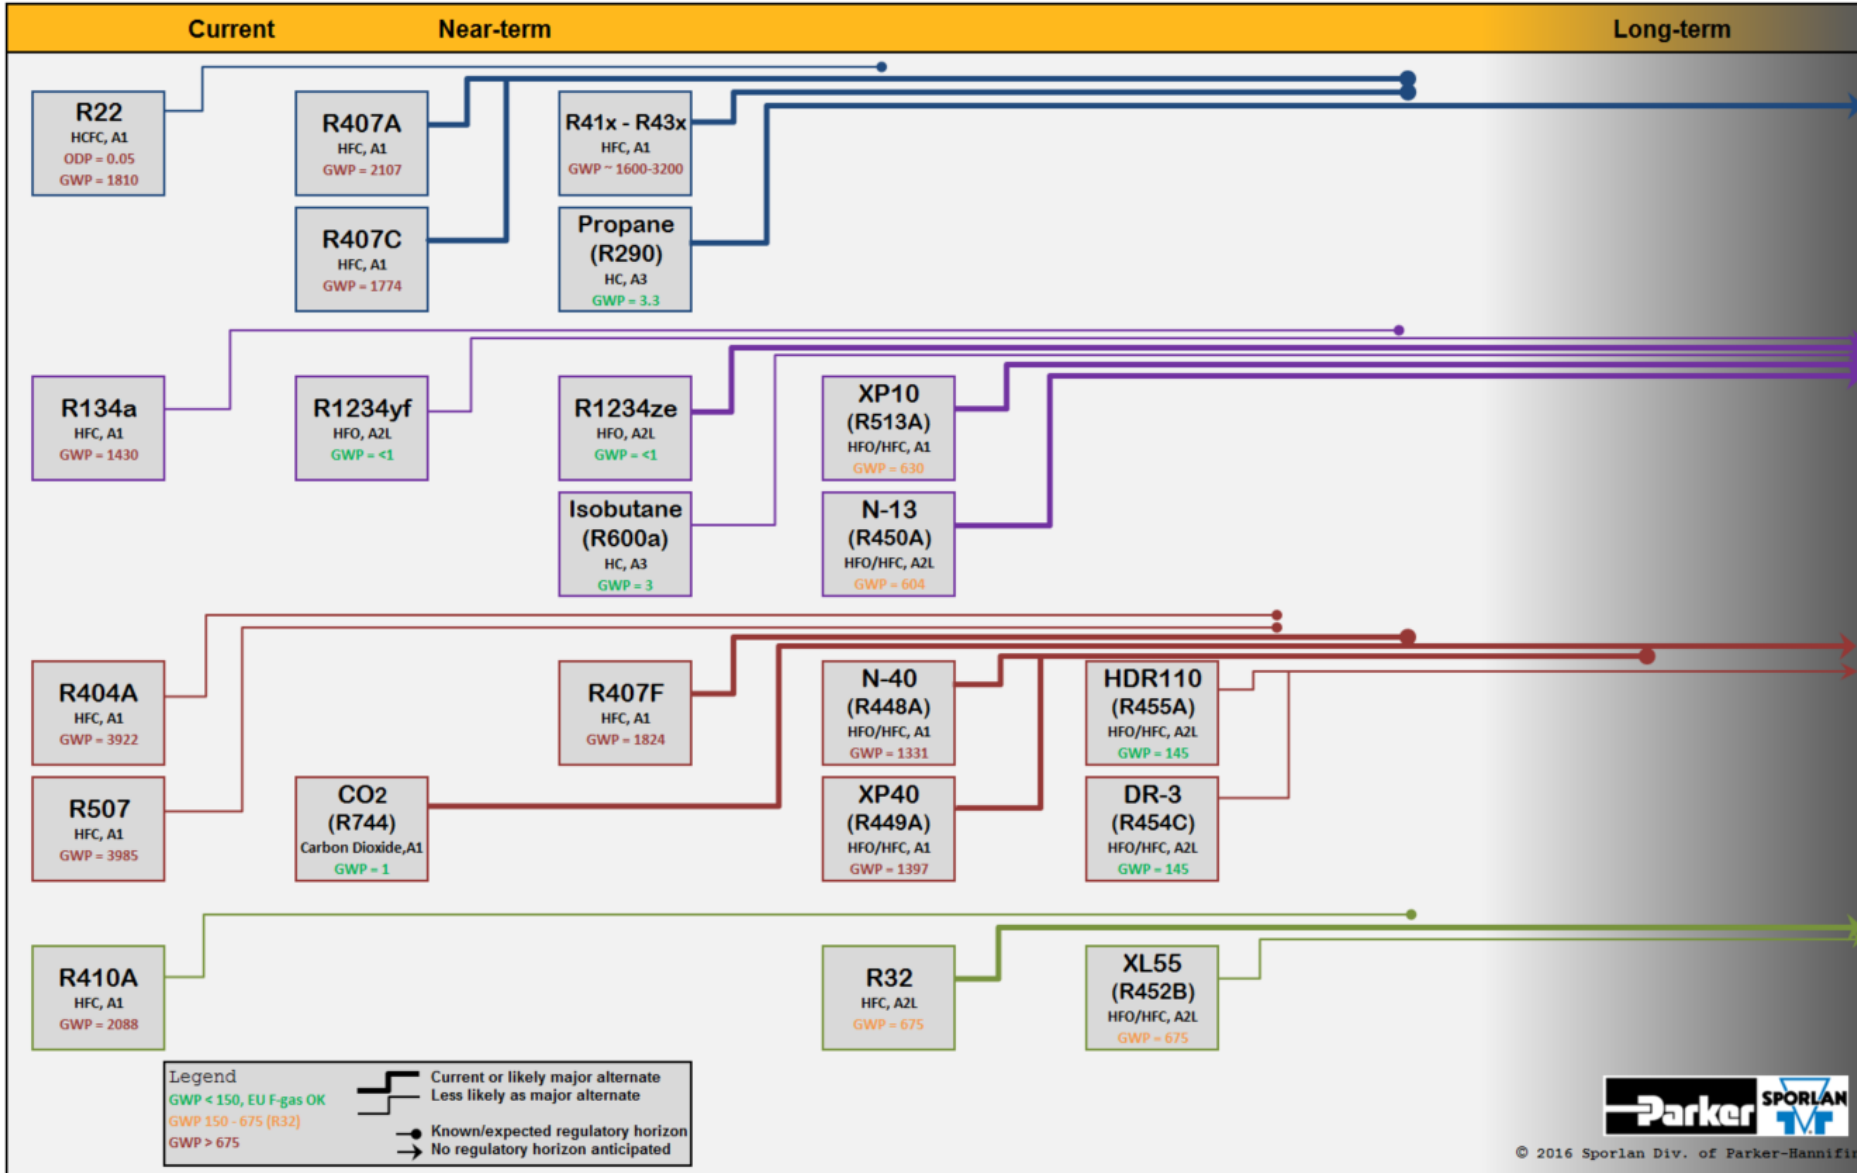 Current
Near-term
Long-term
R22
HCFC, A1
ODP = 0.05
GWP = 1810
R407A
HFC, A1
GWP = 2107
R41x - R43x
HFC, A1
GWP ~ 1600-3200
R407C
HFC, A1
GWP = 1774
Propane
(R290)
HC, A3
GWP = 3.3
R134a
HFC, A1
GWP = 1430
R1234yf
HFO, A2L
GWP = <1
R1234ze
HFO, A2L
GWP = <1
XP10
(R513A)
HFO/HFC, A1
GWP = 630
Isobutane
(R600a)
HC, A3
GWP = 3
N-13
(R450A)
HFO/HFC, A2L
GWP = 604
R404A
HFC, A1
GWP = 3922
R407F
HFC, A1
GWP = 1824
N-40
(R448A)
HFO/HFC, A1
GWP = 1331
HDR110
(R455A)
HFO/HFC, A2L
GWP = 145
R507
HFC, A1
GWP = 3985
CO2
(R744)
Carbon Dioxide,A1
GWP = 1
XP40
(R449A)
HFO/HFC, A1
GWP = 1397
DR-3
(R454C)
HFO/HFC, A2L
GWP = 145
R410A
HFC, A1
GWP = 2088
R32
HFC, A2L
GWP = 675
XL55
(R452B)
HFO/HFC, A2L
GWP = 675
Legend
GWP < 150, EU F-gas OK
GWP 150 - 675 (R32)
GWP > 675
Current or likely major alternate
Less likely as major alternate
Known/expected regulatory horizon
No regulatory horizon anticipated
Parker
SPORLAN
© 2016 Sporlan Div. of Parker-Hannifin